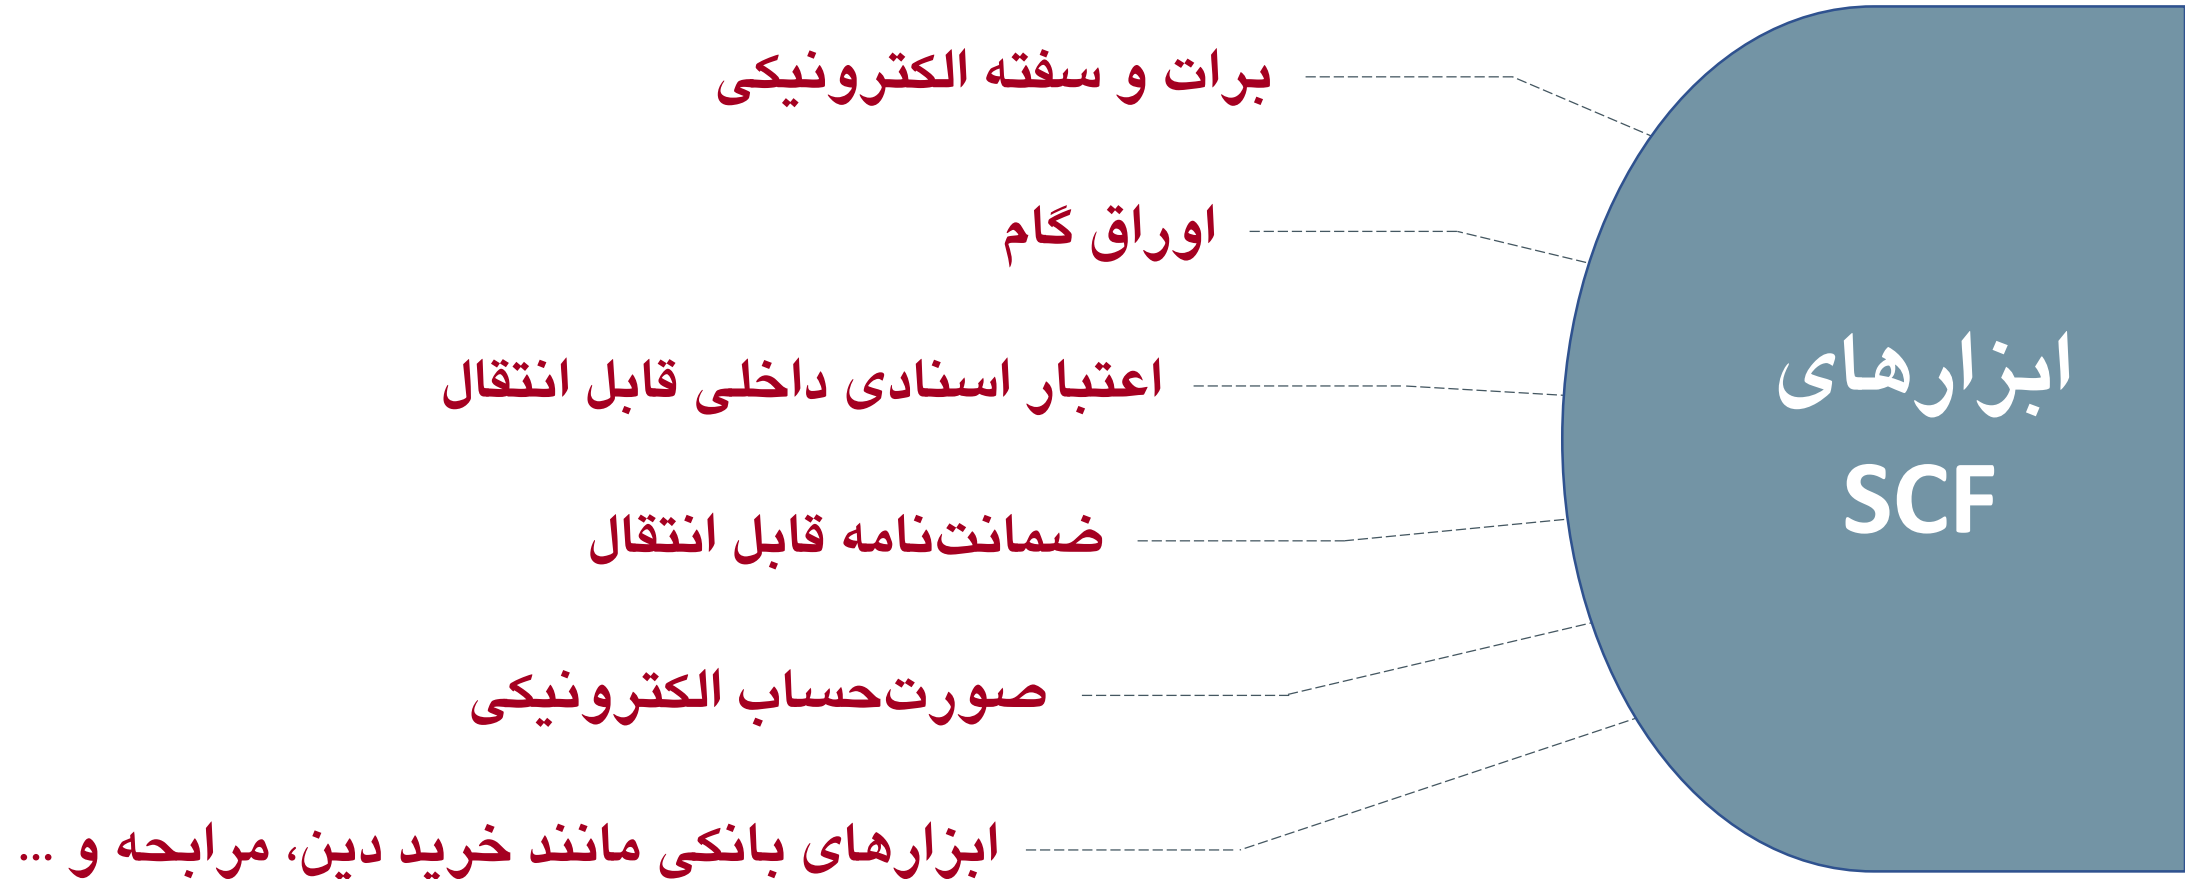 ابزارهای
SCF
برات و سفته الکترونیکی
اوراق گام
اعتبار اسنادی داخلی قابل انتقال
ضمانت‌نامه قابل انتقال
صورت‌حساب الکترونیکی
ابزارهای بانکی مانند خرید دین، مرابحه و ...